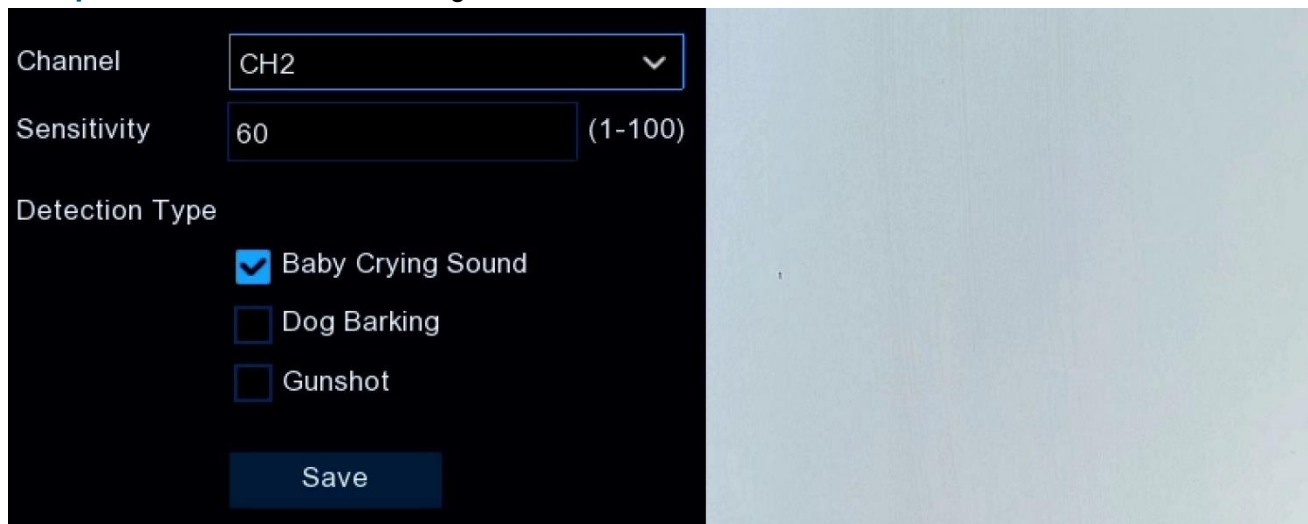 Channel
CH2
Sensitivity
60
(1-100)
Detection Type
Baby Crying Sound
Dog Barking
Gunshot
Save